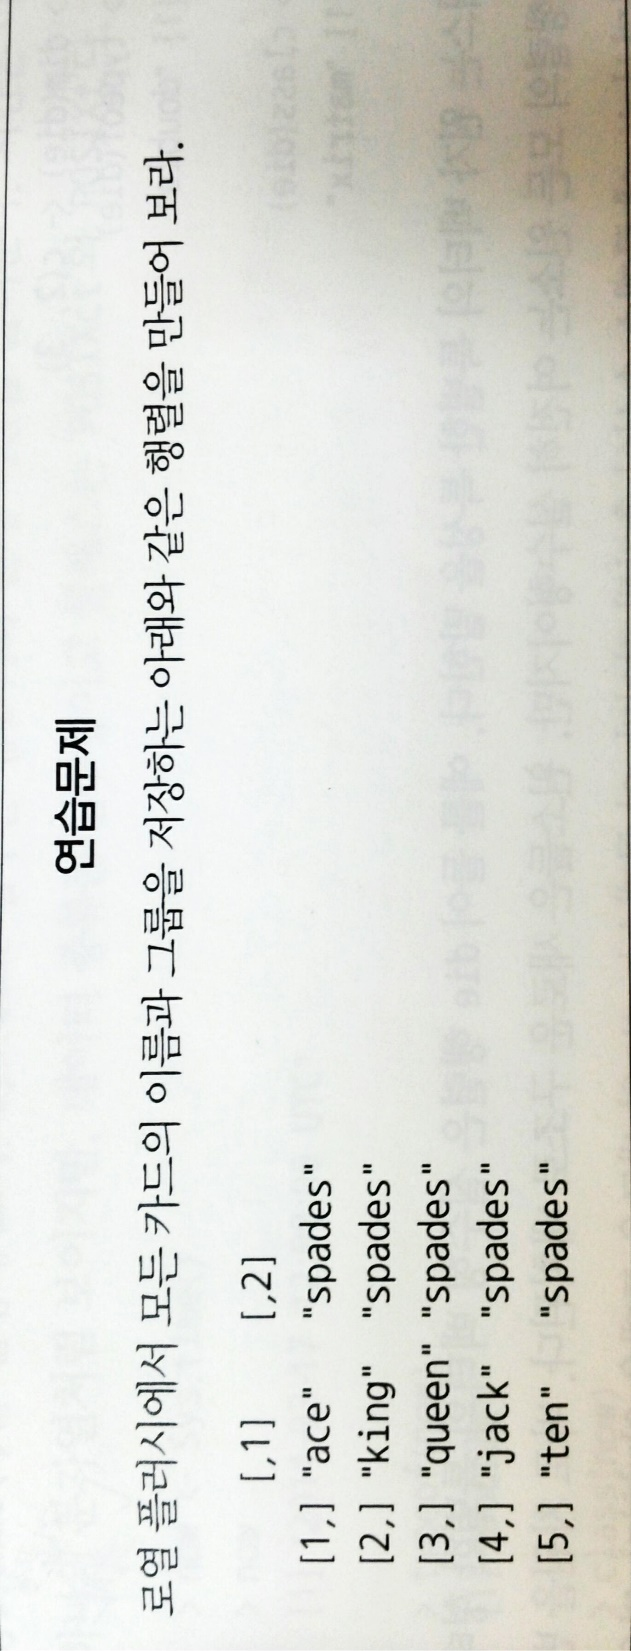 연습문제
로열 플러시에서 모든 카드의 이름과 그룹을 저장하는 아래와 같은 행렬을 만들어 보라.
[,1] [,2]
[1,] "ace" "spades"
[2,] "king" "spades"
[3,] "queen" "spades"
[4,] "jack" "spades"
[5,] "ten" "spades"